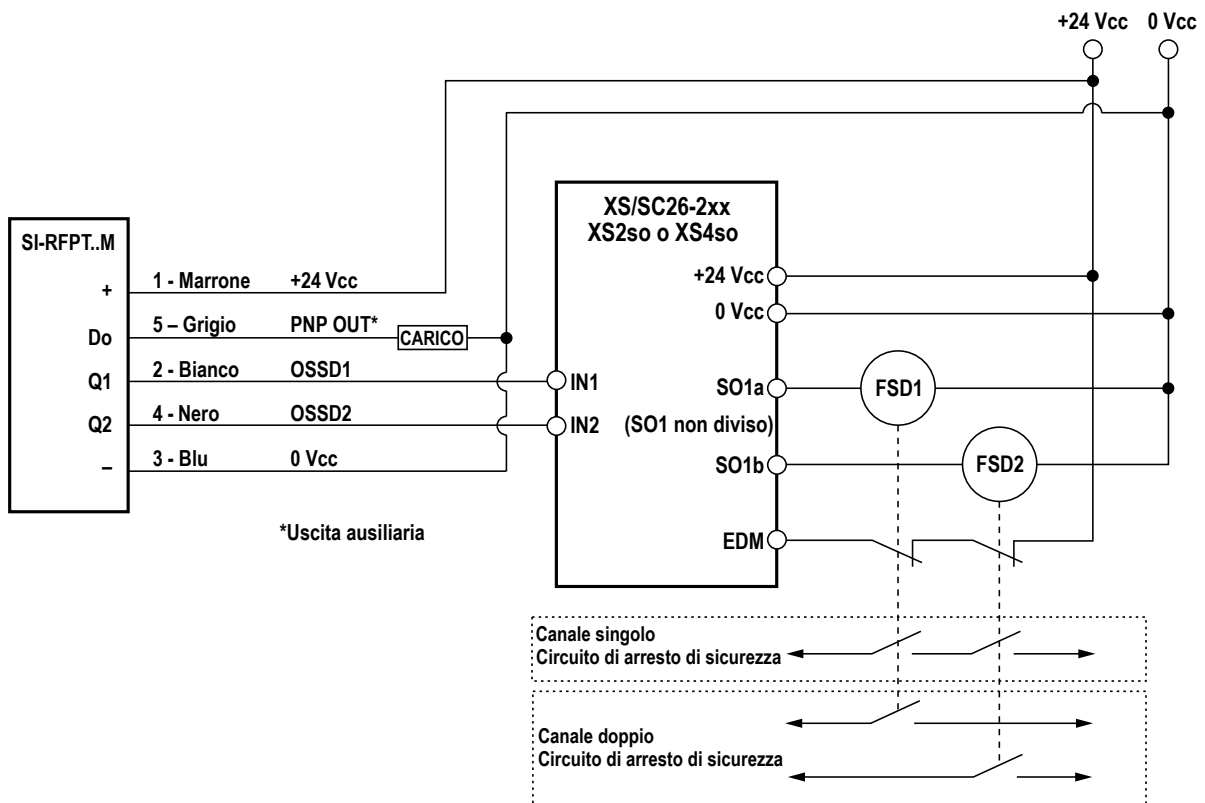 +24 Vcc 0 Vcc
XS/SC26-2xx
XS2so o XS4so
SI-RFPT..M
+24 Vcc
0 Vcc
+ 1 - Marrone +24 Vcc
Do 5 – Grigio PNP OUT* CARICO
Q1 2 - Bianco OSSD1 IN1
Q2 4 - Nero OSSD2 IN2
– 3 - Blu 0 Vcc
SO1a FSD1
(SO1 non diviso)
SO1b FSD2
*Uscita ausiliaria
EDM
Canale singolo
Circuito di arresto di sicurezza
Canale doppio
Circuito di arresto di sicurezza